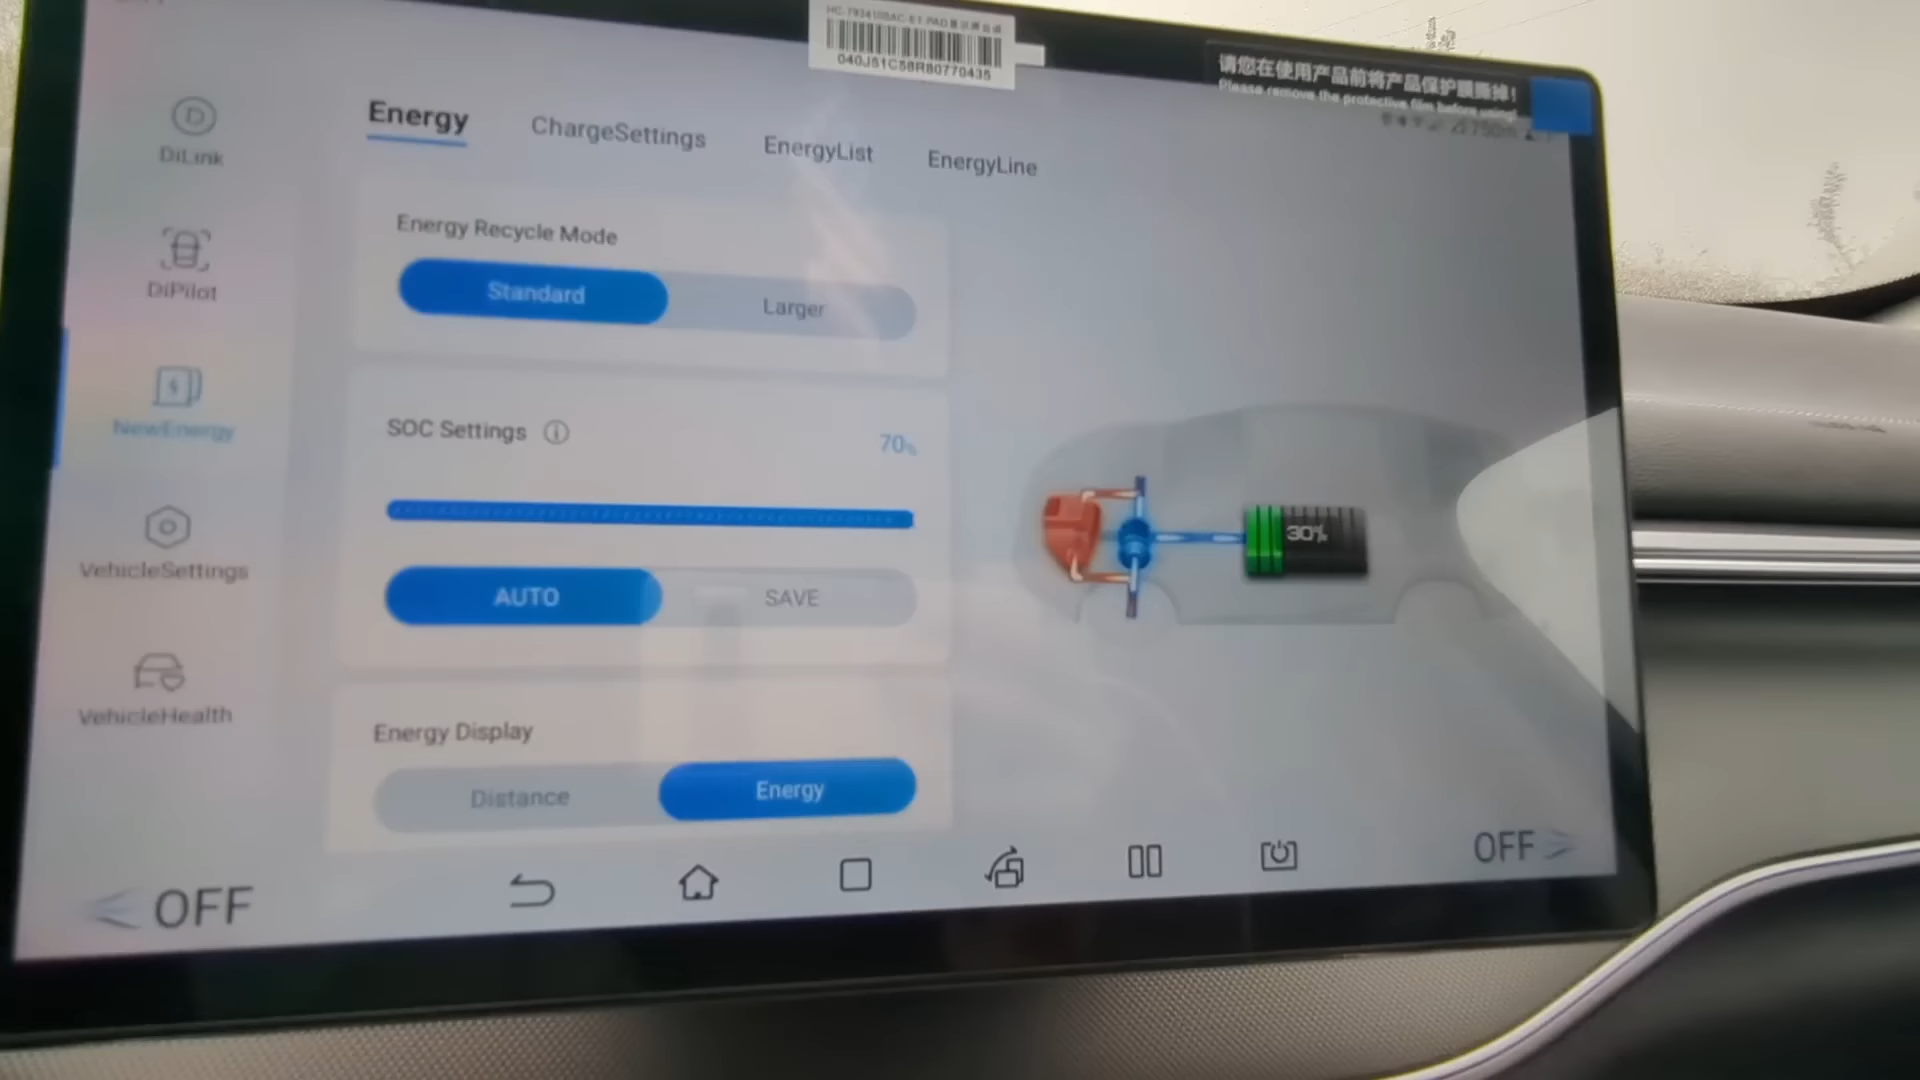 040J51C58R80770435
请您在使用产品前将产品保护膜撕掉!
Please remove the protective film before using
Energy
ChargeSettings
EnergyList
EnergyLine
DiLink
DiPilot
NewEnergy
VehicleSettings
VehicleHealth
Energy Recycle Mode
Standard
Larger
SOC Settings
70%
AUTO
SAVE
30%
Energy Display
Distance
Energy
OFF
OFF